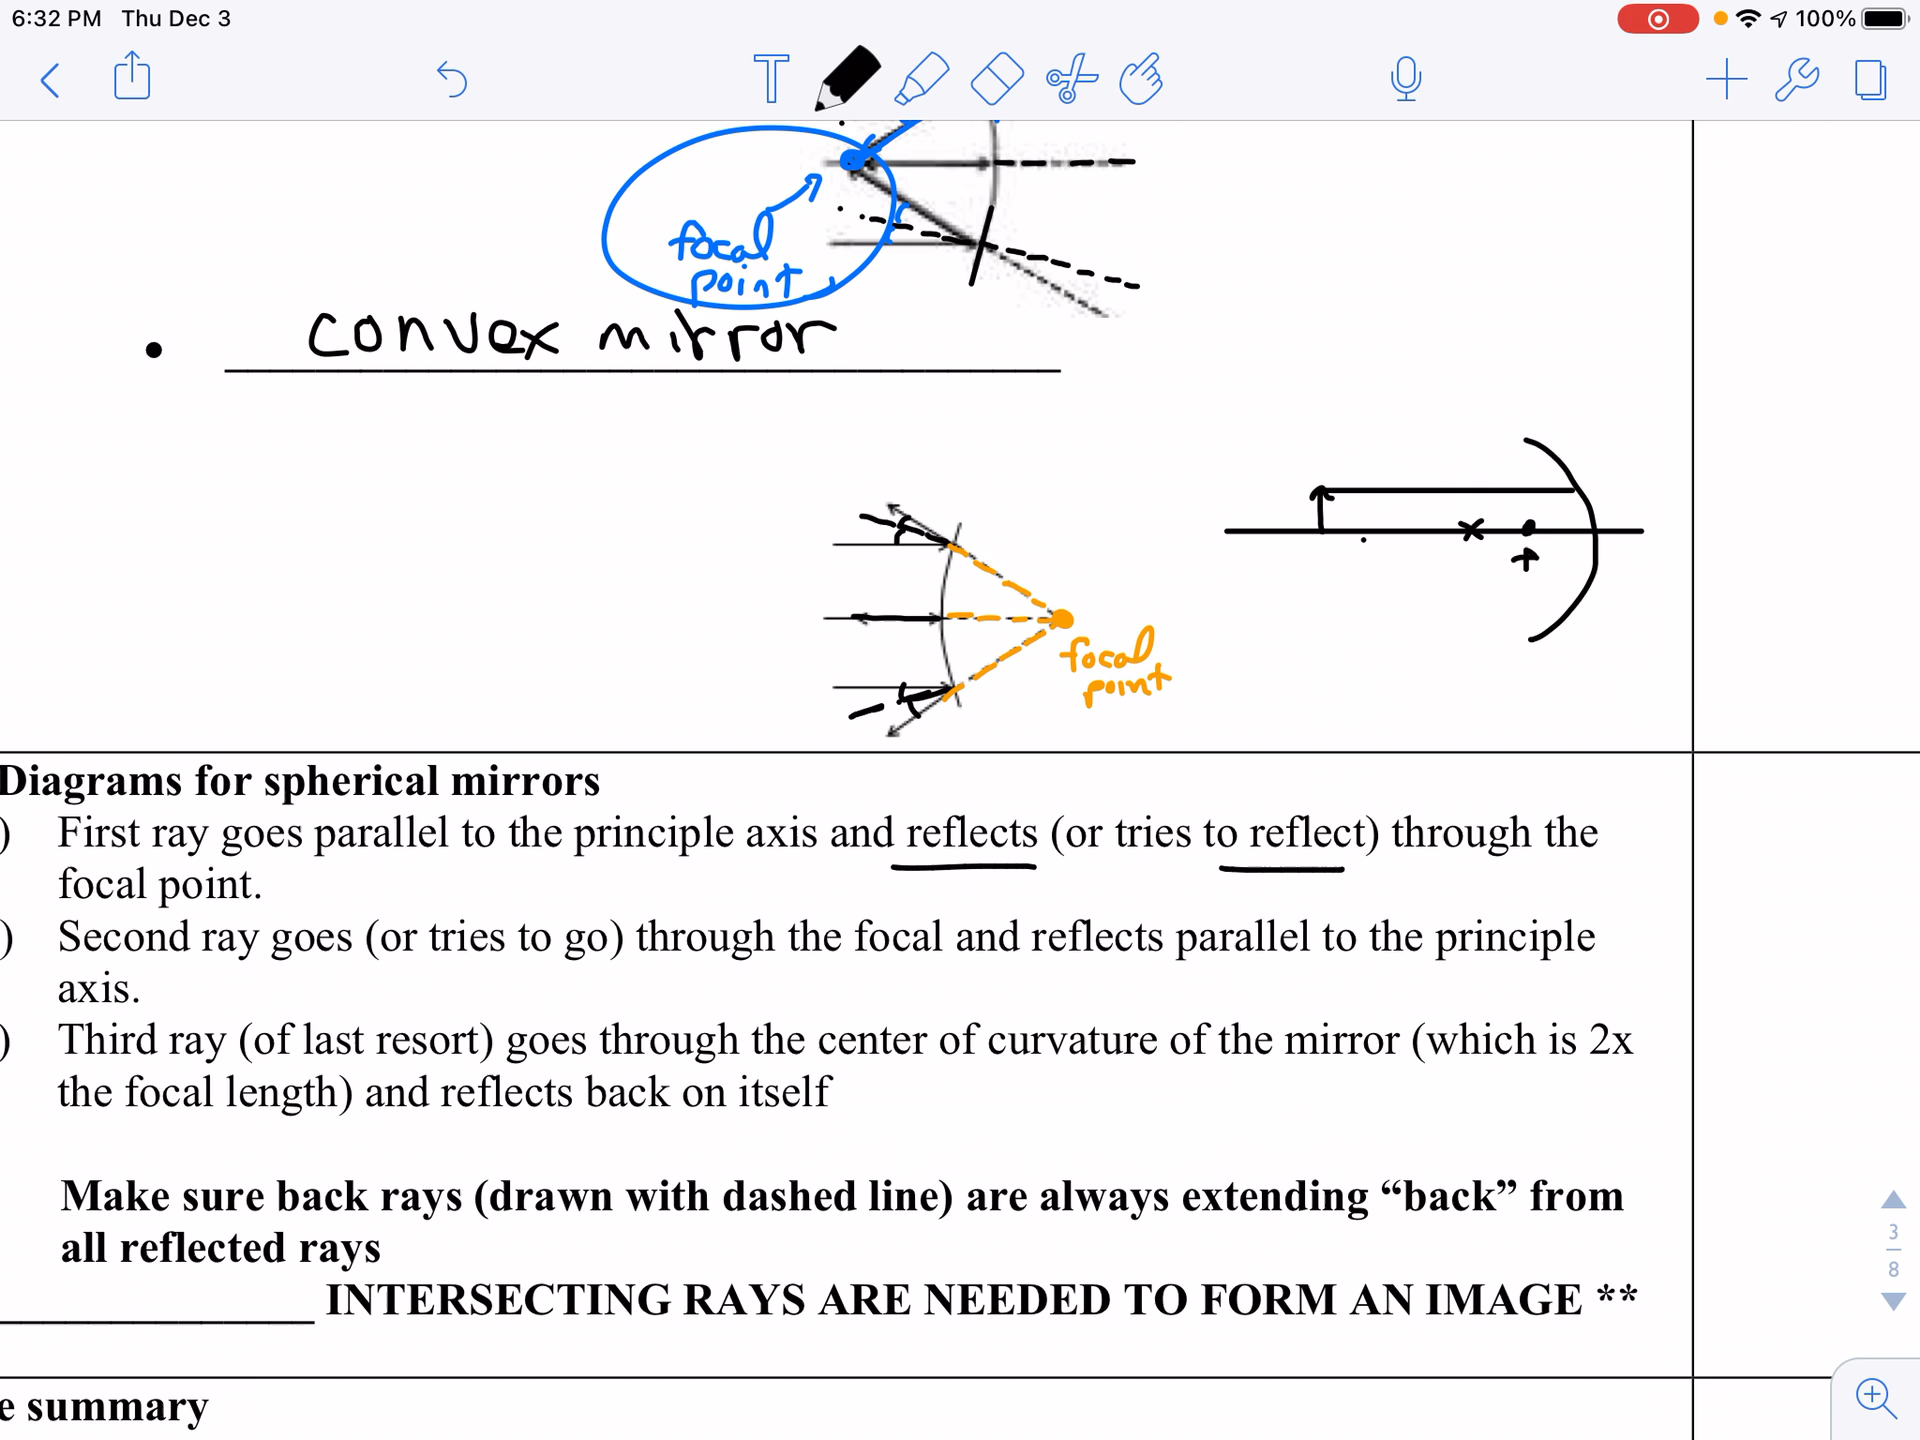 6:32 PM Thu Dec 3
100%
T
focal
point
• convex mirror
x
focal
point
Diagrams for spherical mirrors
) First ray goes parallel to the principle axis and reflects (or tries to reflect) through the
focal point.
) Second ray goes (or tries to go) through the focal and reflects parallel to the principle
axis.
) Third ray (of last resort) goes through the center of curvature of the mirror (which is 2x
the focal length) and reflects back on itself
Make sure back rays (drawn with dashed line) are always extending “back” from
all reflected rays
3
8
INTERSECTING RAYS ARE NEEDED TO FORM AN IMAGE **
e summary